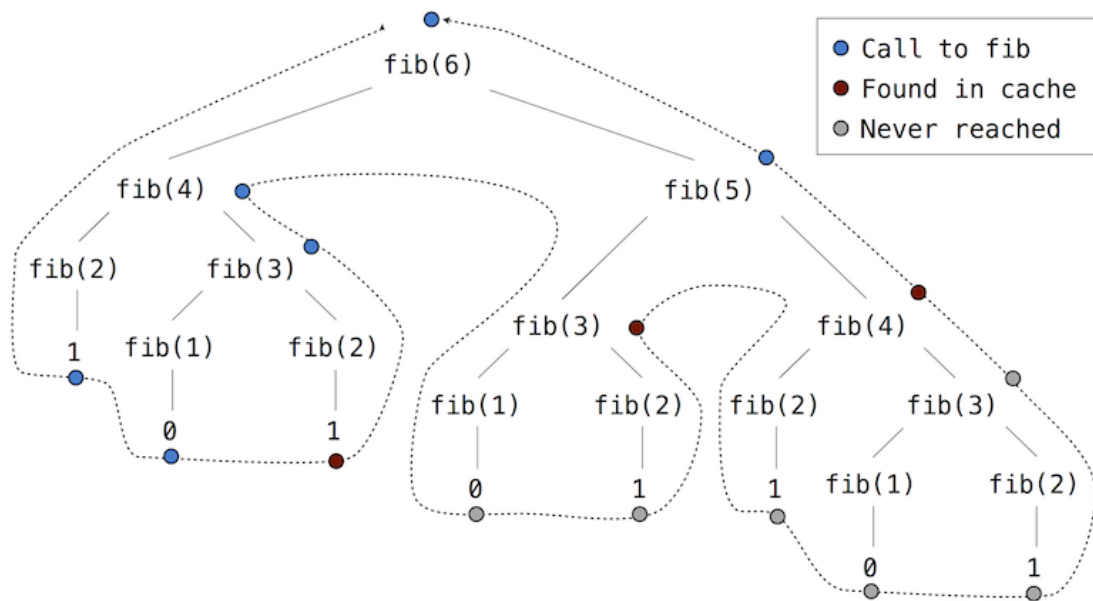 Call to fib
Found in cache
Never reached
fib(6)
fib(4)
fib(5)
fib(2)
fib(3)
fib(3)
fib(4)
1
fib(1)
fib(2)
fib(1)
fib(2)
fib(2)
fib(3)
0
1
0
1
1
fib(1)
fib(2)
0
1